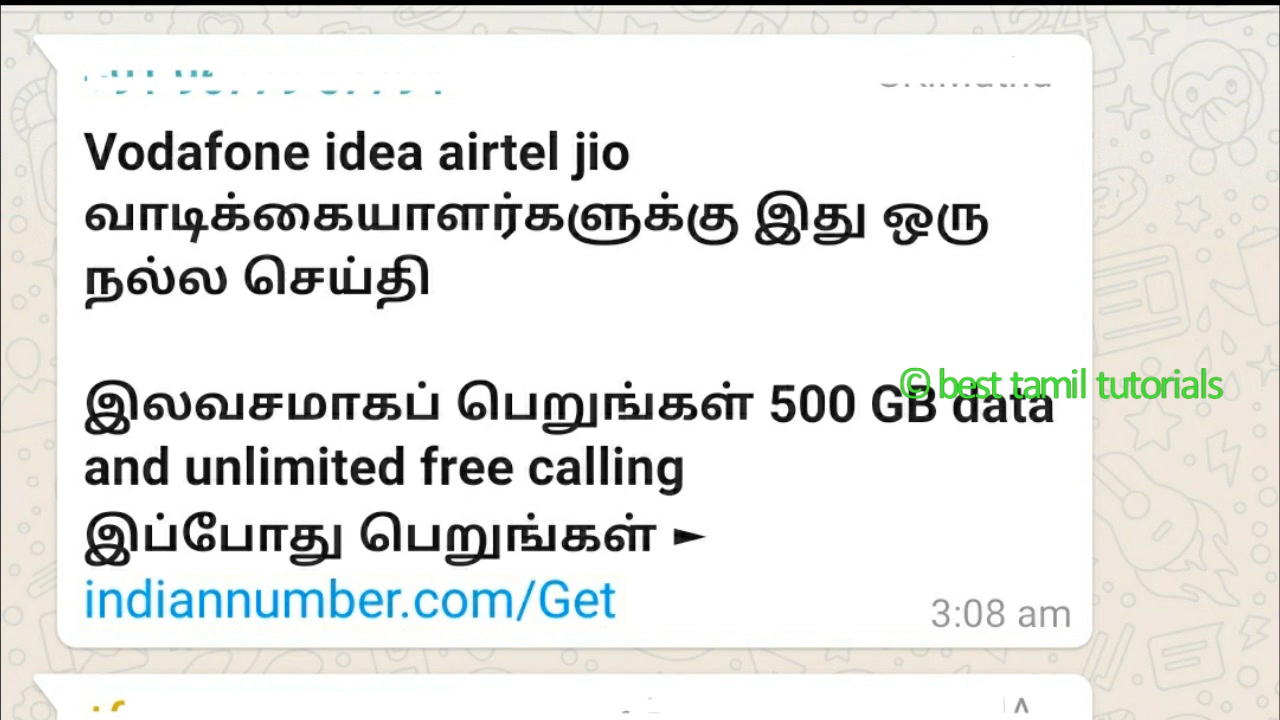 Vodafone idea airtel jio
வாடிக்கையாளர்களுக்கு இது ஒரு
நல்ல செய்தி
இலவசமாகப் பெறுங்கள் 500 GB data
© best tamil tutorials
and unlimited free calling
இப்போது பெறுங்கள் ►
indiannumber.com/Get
3:08 am